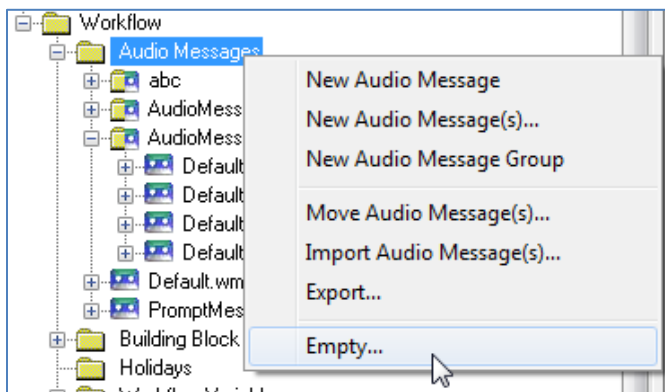 Workflow
Audio Messages
abc
AudioMess
AudioMess
Default
Default
Default
Default
Default.wm
PromptMes
Building Block
Holidays
New Audio Message
New Audio Message(s)...
New Audio Message Group
Move Audio Message(s)...
Import Audio Message(s)...
Export...
Empty...